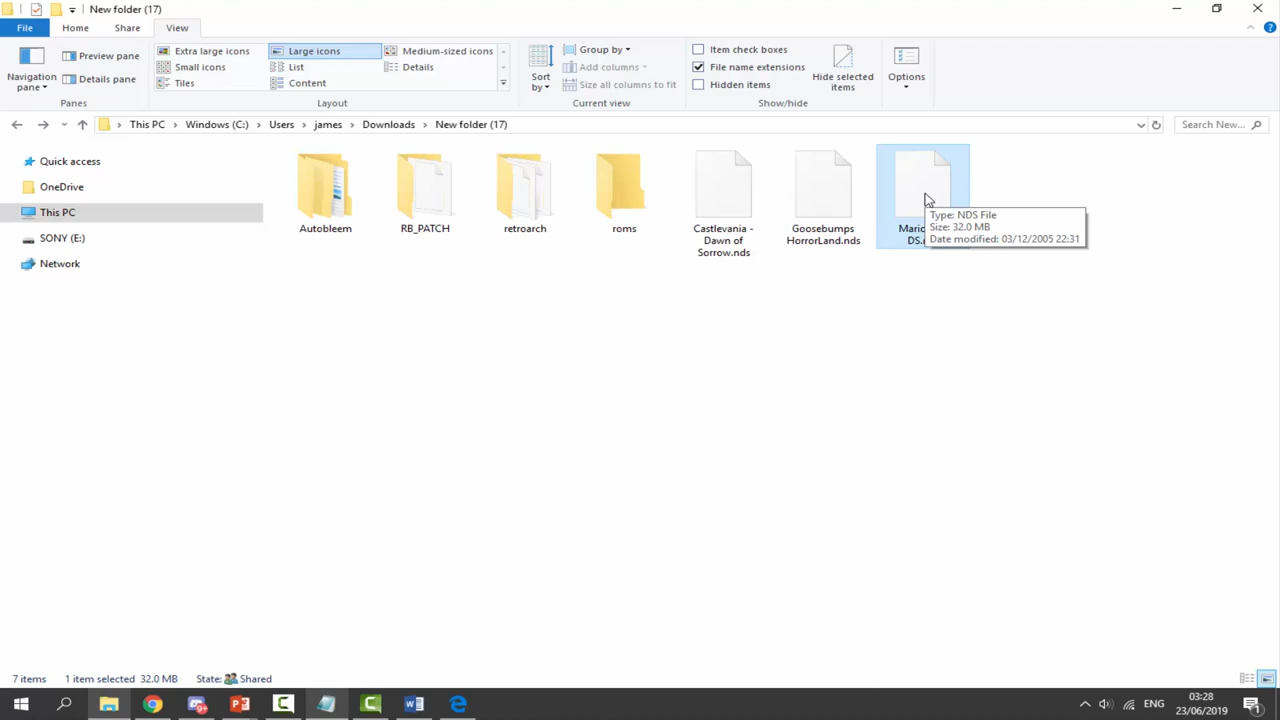 New folder (17)
File Home Share View
Navigation pane
Preview pane
Details pane
Panes
Extra large icons Large icons Medium-sized icons
Small icons List Details
Tiles Content
Layout
Sort by
Group by
Add columns
Size all columns to fit
Current view
Item check boxes
File name extensions
Hidden items
Hide selected items
Show/hide
Options
This PC > Windows (C:) > Users > james > Downloads > New folder (17)
Search New...
Quick access
OneDrive
This PC
SONY (E:)
Network
Autobleem
RB_PATCH
retroarch
roms
Castlevania -
Dawn of
Sorrow.nds
Goosebumps
HorrorLand.nds
DS.
Type: NDS File
Size: 32.0 MB
Date modified: 03/12/2005 22:31
7 items 1 item selected 32.0 MB State: Shared
ENG
03:28
23/06/2019